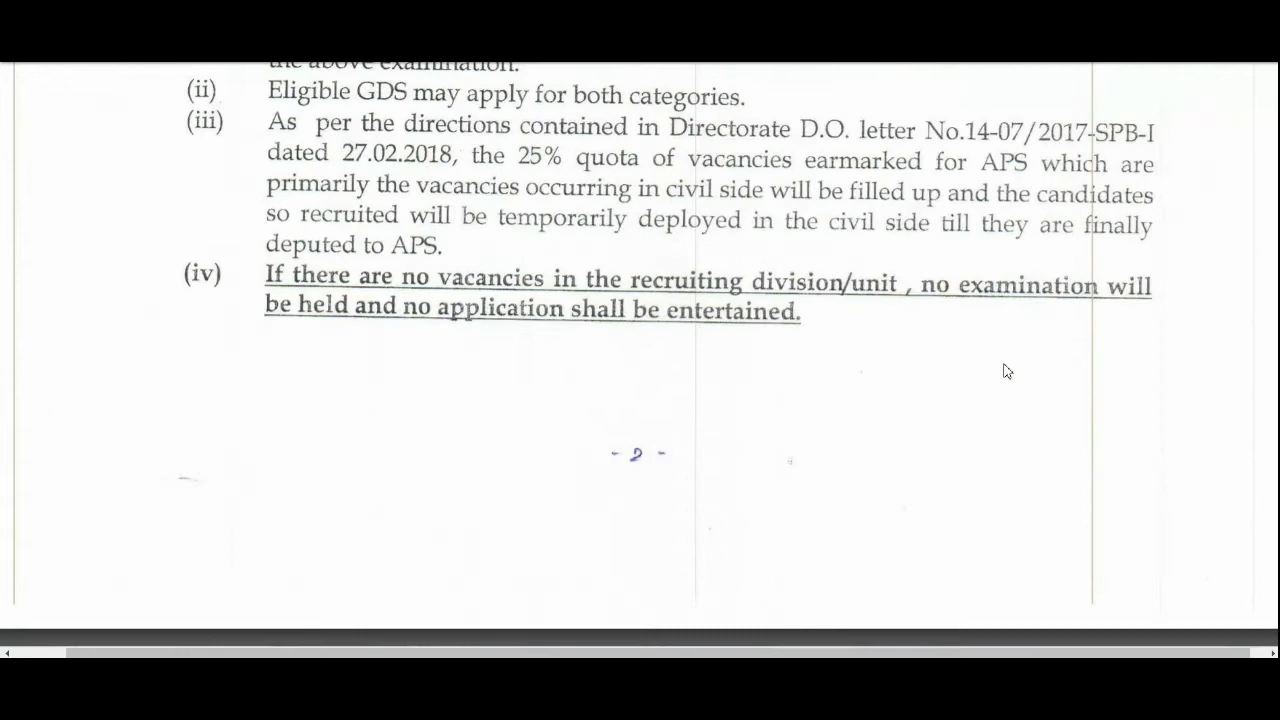 the above examination.
(ii) Eligible GDS may apply for both categories.
(iii) As per the directions contained in Directorate D.O. letter No.14-07/2017-SPB-I
dated 27.02.2018, the 25% quota of vacancies earmarked for APS which are
primarily the vacancies occurring in civil side will be filled up and the candidates
so recruited will be temporarily deployed in the civil side till they are finally
deputed to APS.
(iv) If there are no vacancies in the recruiting division/unit , no examination will
be held and no application shall be entertained.
- 2 -